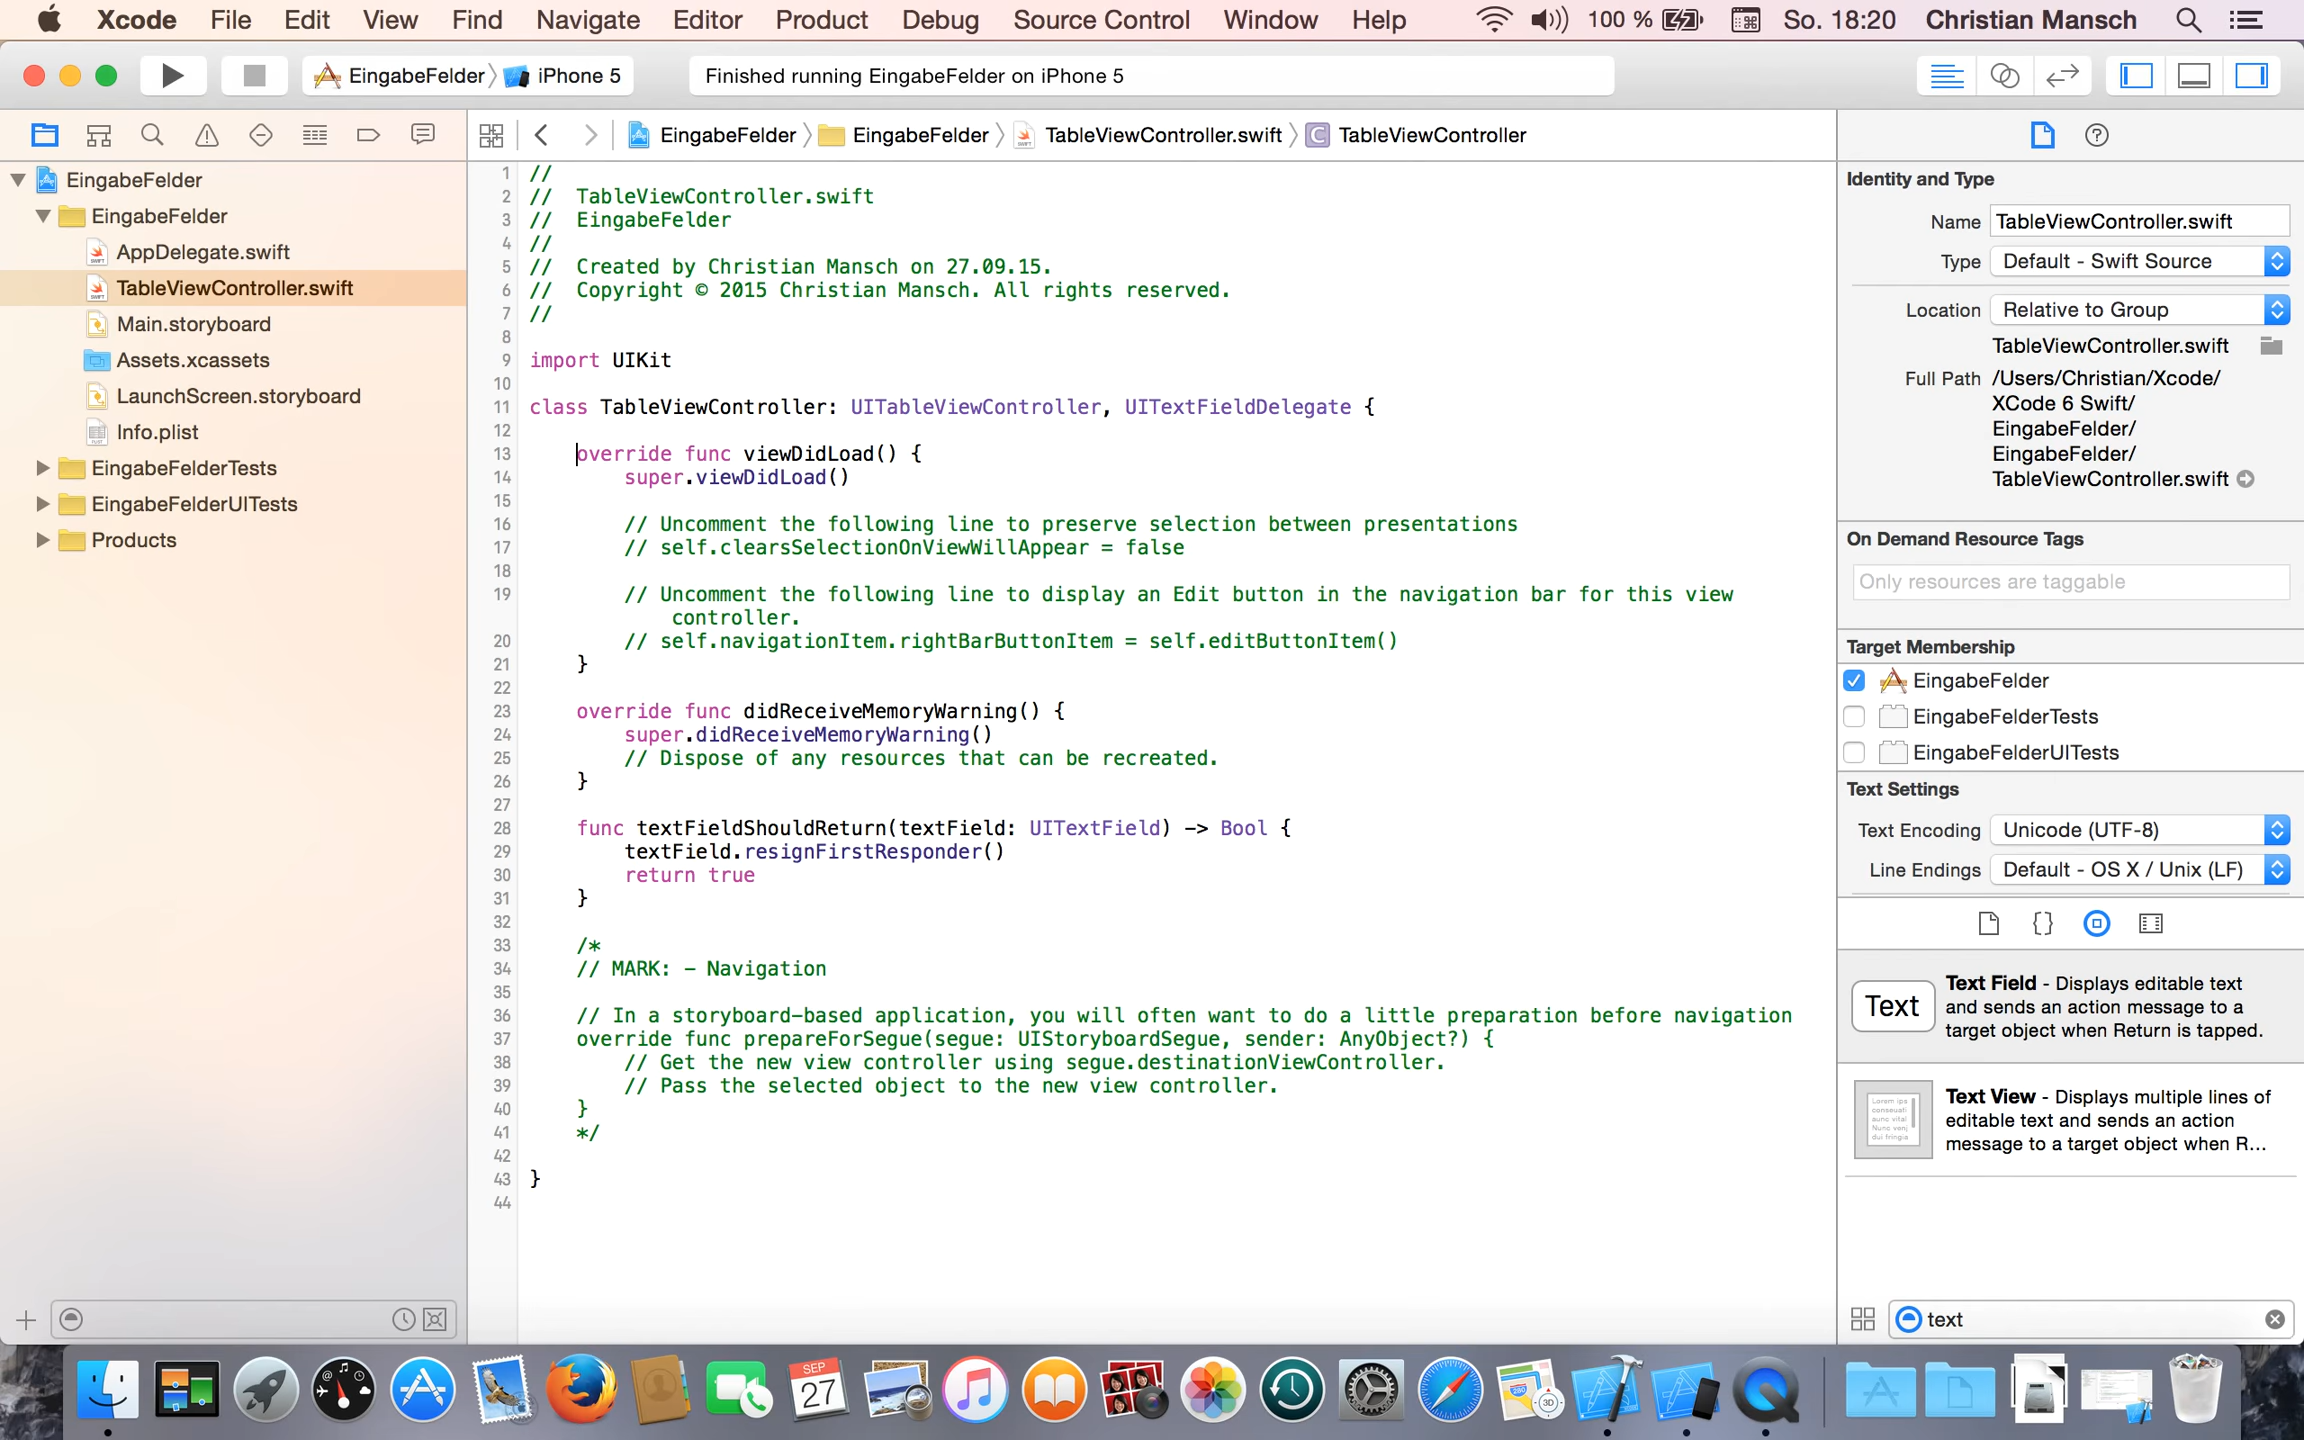 Xcode File Edit View Find Navigate Editor Product Debug Source Control Window Help 100 % So. 18:20 Christian Mansch
EingabeFelder iPhone 5
Finished running EingabeFelder on iPhone 5
EingabeFelder EingabeFelder TableViewController.swift C TableViewController
EingabeFelder
EingabeFelder
AppDelegate.swift
TableViewController.swift
Main.storyboard
Assets.xcassets
LaunchScreen.storyboard
Info.plist
EingabeFelderTests
EingabeFelderUITests
Products
1 //
2 //  TableViewController.swift
3 //  EingabeFelder
4 //
5 //  Created by Christian Mansch on 27.09.15.
6 //  Copyright © 2015 Christian Mansch. All rights reserved.
7 //
8
9 import UIKit
10
11 class TableViewController: UITableViewController, UITextFieldDelegate {
12
13     override func viewDidLoad() {
14         super.viewDidLoad()
15
16         // Uncomment the following line to preserve selection between presentations
17         // self.clearsSelectionOnViewWillAppear = false
18
19         // Uncomment the following line to display an Edit button in the navigation bar for this view
controller.
20         // self.navigationItem.rightBarButtonItem = self.editButtonItem()
21     }
22
23     override func didReceiveMemoryWarning() {
24         super.didReceiveMemoryWarning()
25         // Dispose of any resources that can be recreated.
26     }
27
28     func textFieldShouldReturn(textField: UITextField) -> Bool {
29         textField.resignFirstResponder()
30         return true
31     }
32
33     /*
34     // MARK: - Navigation
35
36     // In a storyboard-based application, you will often want to do a little preparation before navigation
37     override func prepareForSegue(segue: UIStoryboardSegue, sender: AnyObject?) {
38         // Get the new view controller using segue.destinationViewController.
39         // Pass the selected object to the new view controller.
40     }
41     */
42
43 }
44
Identity and Type
Name TableViewController.swift
Type Default - Swift Source
Location Relative to Group
TableViewController.swift
Full Path /Users/Christian/Xcode/
XCode 6 Swift/
EingabeFelder/
EingabeFelder/
TableViewController.swift
On Demand Resource Tags
Only resources are taggable
Target Membership
EingabeFelder
EingabeFelderTests
EingabeFelderUITests
Text Settings
Text Encoding Unicode (UTF-8)
Line Endings Default - OS X / Unix (LF)
Text
Text Field - Displays editable text
and sends an action message to a
target object when Return is tapped.
Text View - Displays multiple lines of
editable text and sends an action
message to a target object when R...
text
SEP
27